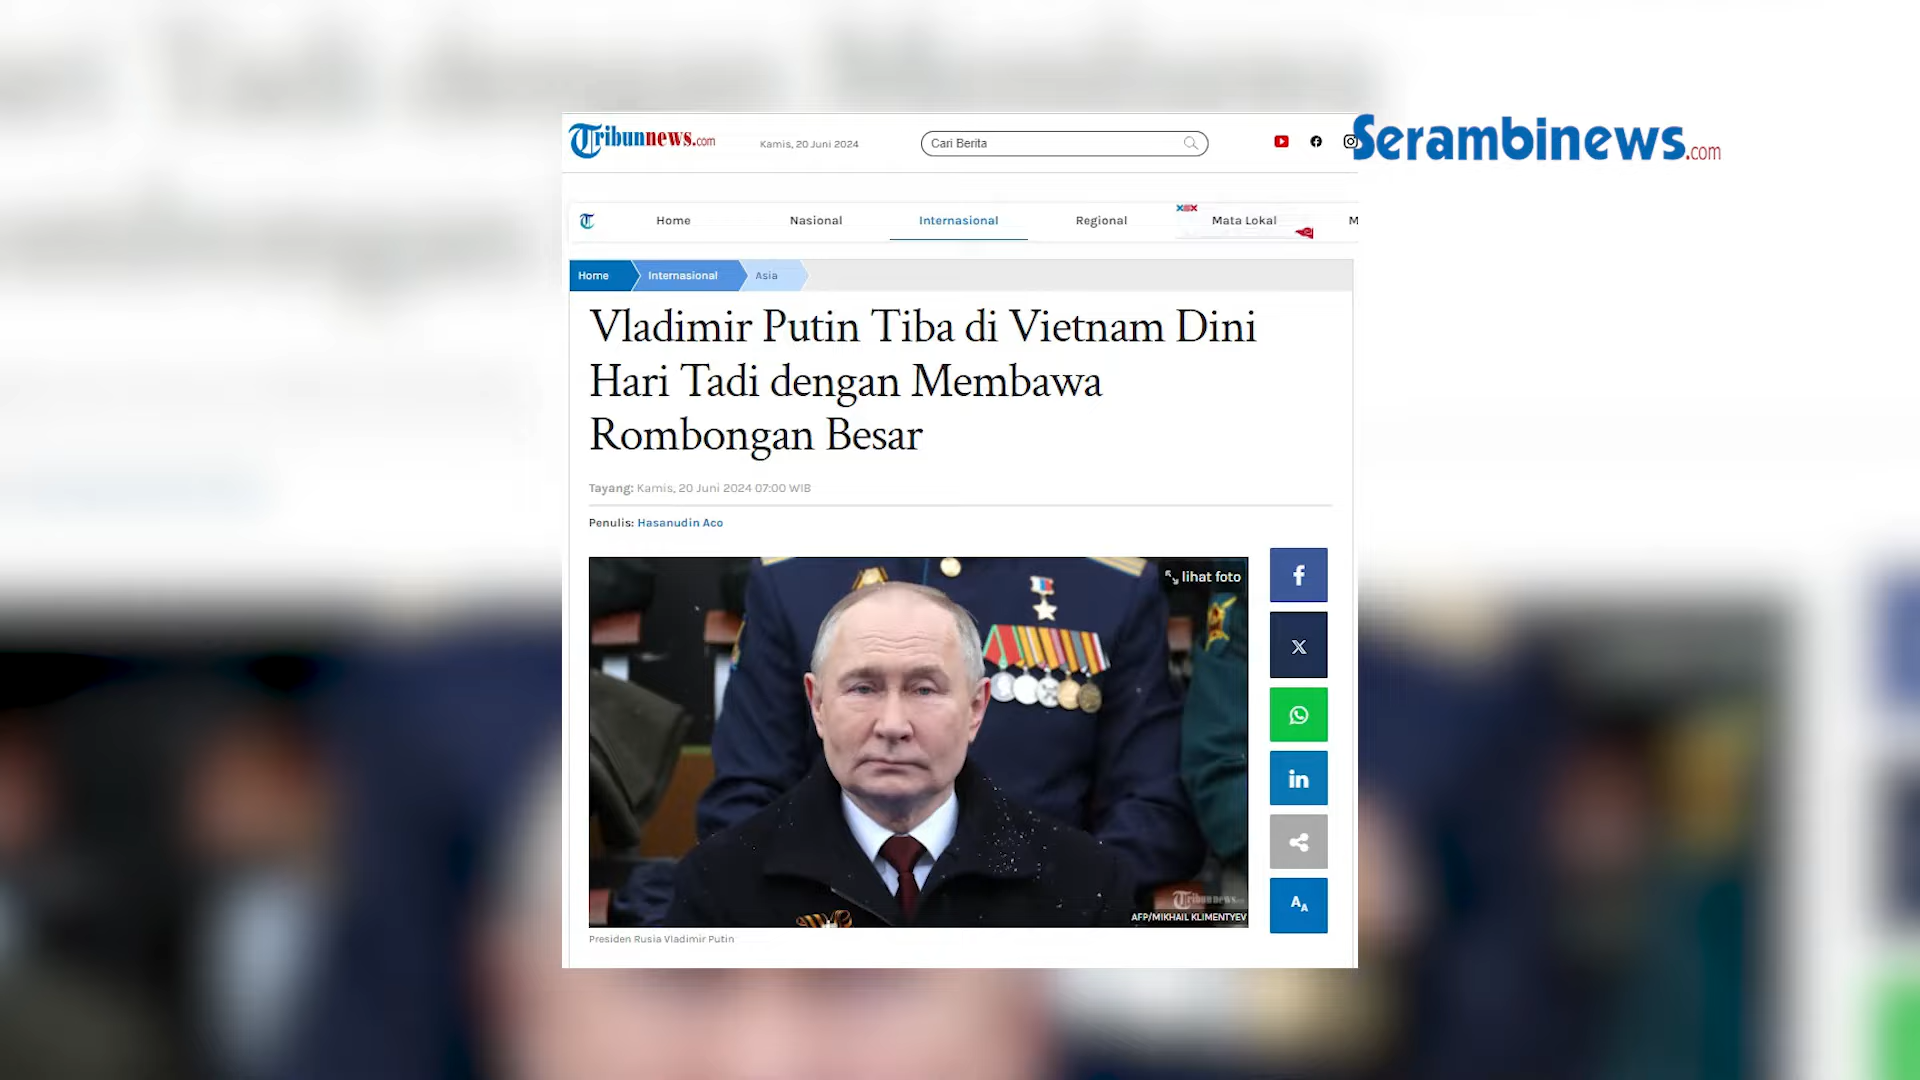 Tribunnews.com
Kamis, 20 Juni 2024
Cari Berita
Serambinews.com
Home
Nasional
Internasional
Regional
Mata Lokal
M
Home
Internasional
Asia
Vladimir Putin Tiba di Vietnam Dini
Hari Tadi dengan Membawa
Rombongan Besar
Tayang: Kamis, 20 Juni 2024 07:00 WIB
Penulis: Hasanudin Aco
lihat foto
Tribunnews.com
AFP/MIKHAIL KLIMENTYEV
Presiden Rusia Vladimir Putin